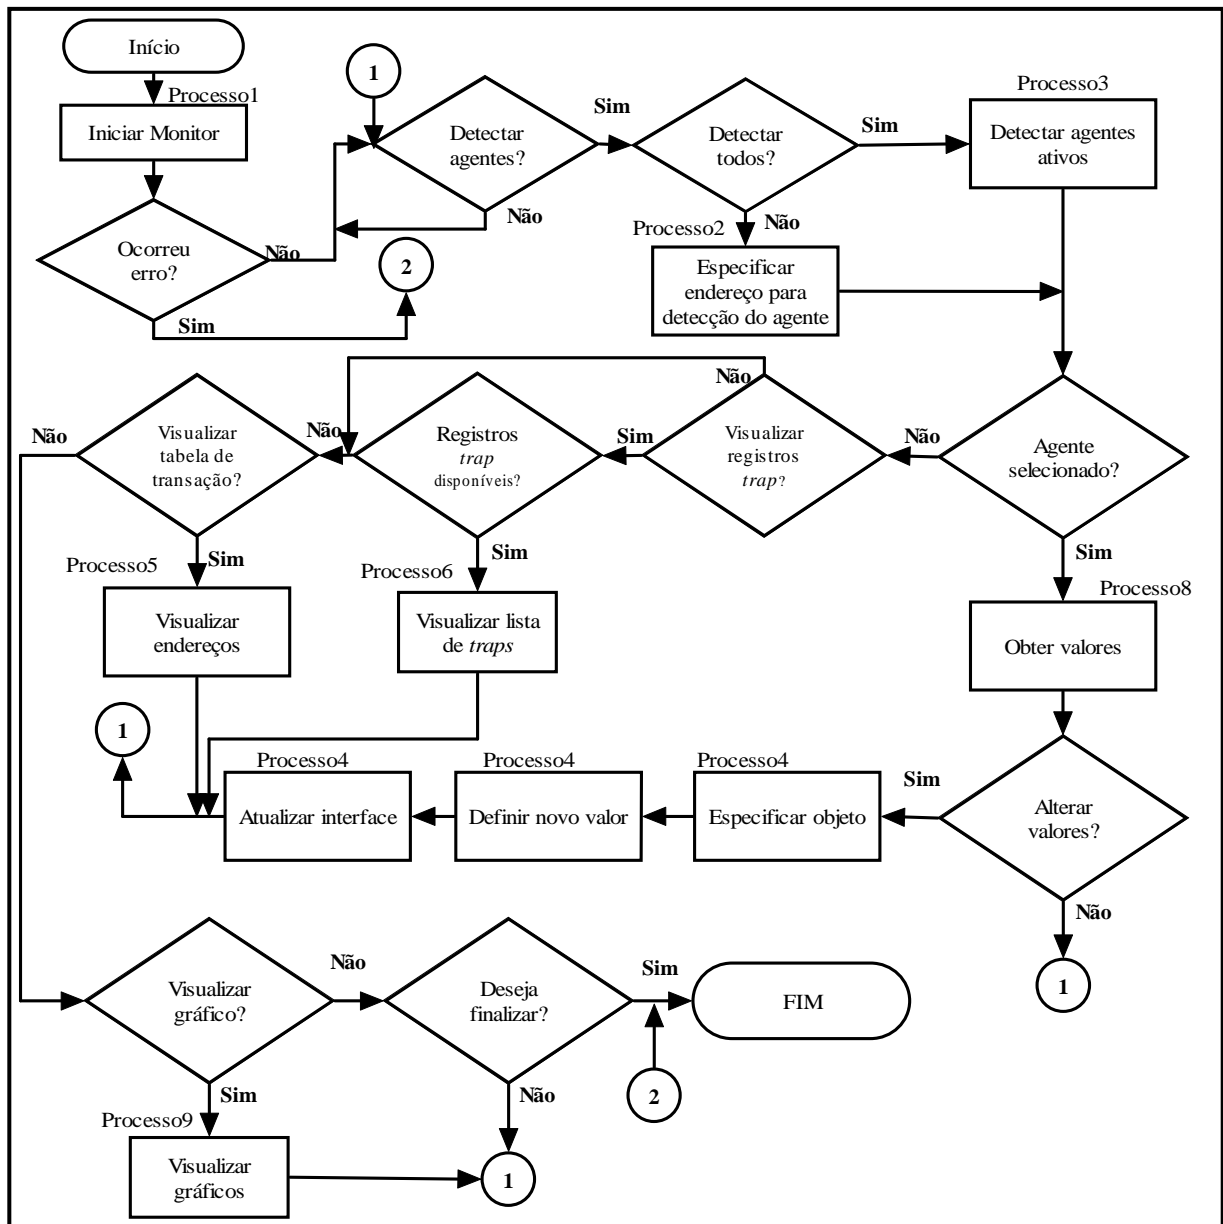 Início
Processo1
Iniciar Monitor
Ocorreu
erro?
Não
Sim
1
2
Detectar
agentes?
Sim
Não
Detectar
todos?
Sim
Não
Processo2
Especificar
endereço para
detecção do agente
Processo3
Detectar agentes
ativos
Agente
selecionado?
Não
Sim
Visualizar
registros
trap?
Não
Sim
Registros
trap
disponíveis?
Não
Sim
Visualizar
tabela de
transação?
Não
Sim
Processo5
Visualizar
endereços
Processo6
Visualizar lista
de traps
Processo8
Obter valores
Alterar
valores?
Sim
Não
1
Processo4
Especificar objeto
Processo4
Definir novo valor
Processo4
Atualizar interface
1
Visualizar
gráfico?
Não
Sim
Deseja
finalizar?
Sim
Não
FIM
2
Processo9
Visualizar
gráficos
1